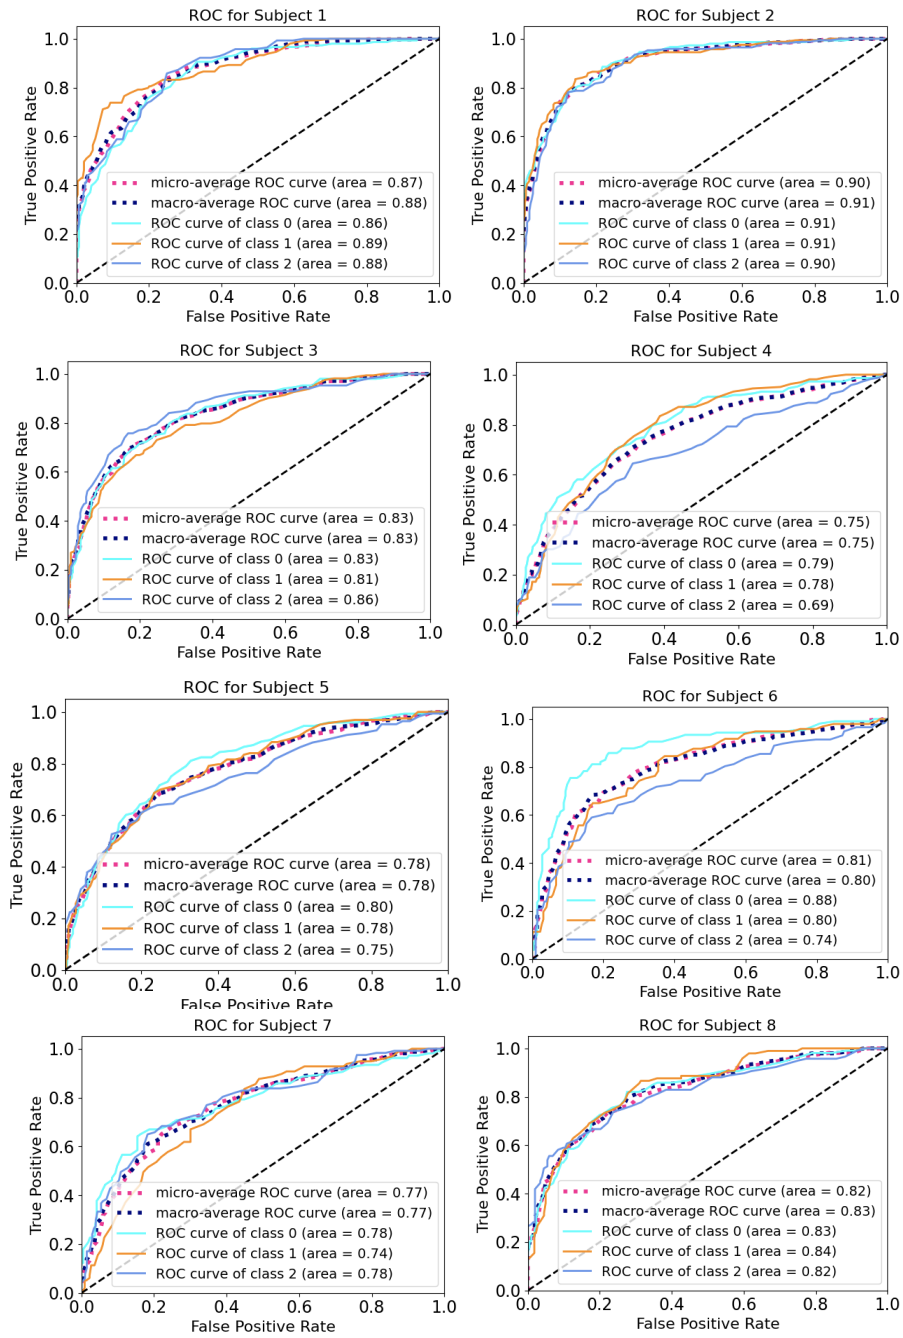 ROC for Subject 1
1.0
0.8
0.6
0.4
0.2
0.0
True Positive Rate
micro-average ROC curve (area = 0.87)
macro-average ROC curve (area = 0.88)
ROC curve of class 0 (area = 0.86)
ROC curve of class 1 (area = 0.89)
ROC curve of class 2 (area = 0.88)
0.0 0.2 0.4 0.6 0.8 1.0
False Positive Rate
ROC for Subject 2
1.0
0.8
0.6
0.4
0.2
0.0
True Positive Rate
micro-average ROC curve (area = 0.90)
macro-average ROC curve (area = 0.91)
ROC curve of class 0 (area = 0.91)
ROC curve of class 1 (area = 0.91)
ROC curve of class 2 (area = 0.90)
0.0 0.2 0.4 0.6 0.8 1.0
False Positive Rate
ROC for Subject 3
1.0
0.8
0.6
0.4
0.2
0.0
True Positive Rate
micro-average ROC curve (area = 0.83)
macro-average ROC curve (area = 0.83)
ROC curve of class 0 (area = 0.83)
ROC curve of class 1 (area = 0.81)
ROC curve of class 2 (area = 0.86)
0.0 0.2 0.4 0.6 0.8 1.0
False Positive Rate
ROC for Subject 4
1.0
0.8
0.6
0.4
0.2
0.0
True Positive Rate
micro-average ROC curve (area = 0.75)
macro-average ROC curve (area = 0.75)
ROC curve of class 0 (area = 0.79)
ROC curve of class 1 (area = 0.78)
ROC curve of class 2 (area = 0.69)
0.0 0.2 0.4 0.6 0.8 1.0
False Positive Rate
ROC for Subject 5
1.0
0.8
0.6
0.4
0.2
0.0
True Positive Rate
micro-average ROC curve (area = 0.78)
macro-average ROC curve (area = 0.78)
ROC curve of class 0 (area = 0.80)
ROC curve of class 1 (area = 0.78)
ROC curve of class 2 (area = 0.75)
0.0 0.2 0.4 0.6 0.8 1.0
False Positive Rate
ROC for Subject 6
1.0
0.8
0.6
0.4
0.2
0.0
True Positive Rate
micro-average ROC curve (area = 0.81)
macro-average ROC curve (area = 0.80)
ROC curve of class 0 (area = 0.88)
ROC curve of class 1 (area = 0.80)
ROC curve of class 2 (area = 0.74)
0.0 0.2 0.4 0.6 0.8 1.0
False Positive Rate
ROC for Subject 7
1.0
0.8
0.6
0.4
0.2
0.0
True Positive Rate
micro-average ROC curve (area = 0.77)
macro-average ROC curve (area = 0.77)
ROC curve of class 0 (area = 0.78)
ROC curve of class 1 (area = 0.74)
ROC curve of class 2 (area = 0.78)
0.0 0.2 0.4 0.6 0.8 1.0
False Positive Rate
ROC for Subject 8
1.0
0.8
0.6
0.4
0.2
0.0
True Positive Rate
micro-average ROC curve (area = 0.82)
macro-average ROC curve (area = 0.83)
ROC curve of class 0 (area = 0.83)
ROC curve of class 1 (area = 0.84)
ROC curve of class 2 (area = 0.82)
0.0 0.2 0.4 0.6 0.8 1.0
False Positive Rate